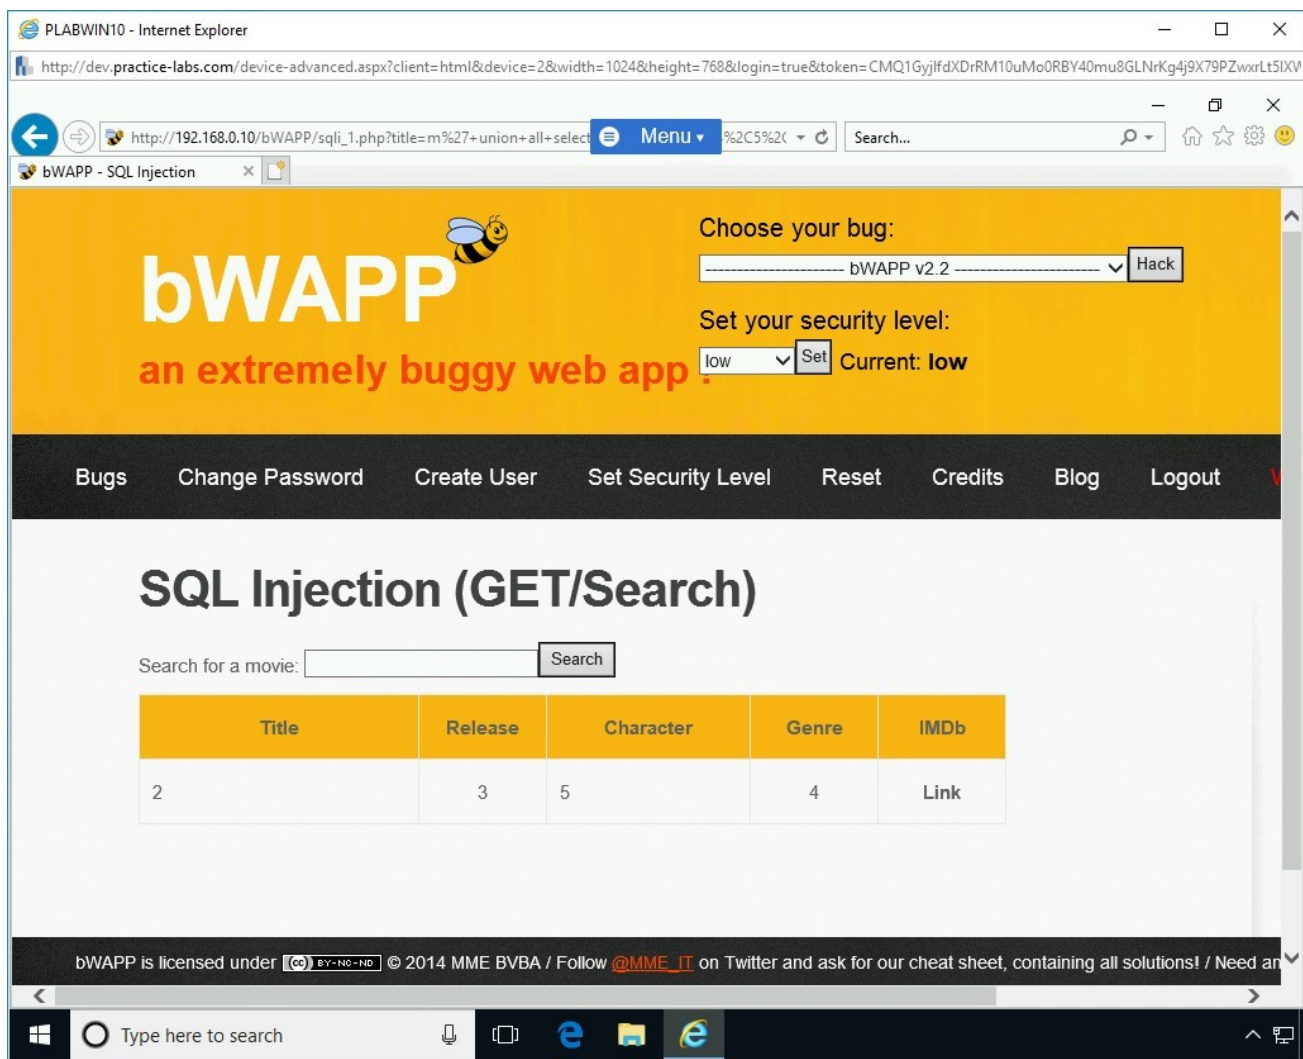 PLABWIN10 - Internet Explorer
http://dev.practice-labs.com/device-advanced.aspx?client=html&device=2&width=1024&height=768&login=true&token=CMQ1GyjlfdXDrRM10uMo0RBY40mu8GLNrKg4j9X79PZwxrLt5IXV
http://192.168.0.10/bWAPP/sqli_1.php?title=m%27+union+all+select
Menu
%2C5%2(
Search...
bWAPP - SQL Injection
bWAPP
an extremely buggy web app !
Choose your bug:
---------------------- bWAPP v2.2 -----------------------
Hack
Set your security level:
low
Set
Current: low
Bugs Change Password Create User Set Security Level Reset Credits Blog Logout
SQL Injection (GET/Search)
Search for a movie:
Search
Title Release Character Genre IMDb
2 3 5 4 Link
bWAPP is licensed under (cc) BY-NC-ND © 2014 MME BVBA / Follow @MME_IT on Twitter and ask for our cheat sheet, containing all solutions! / Need an
Type here to search